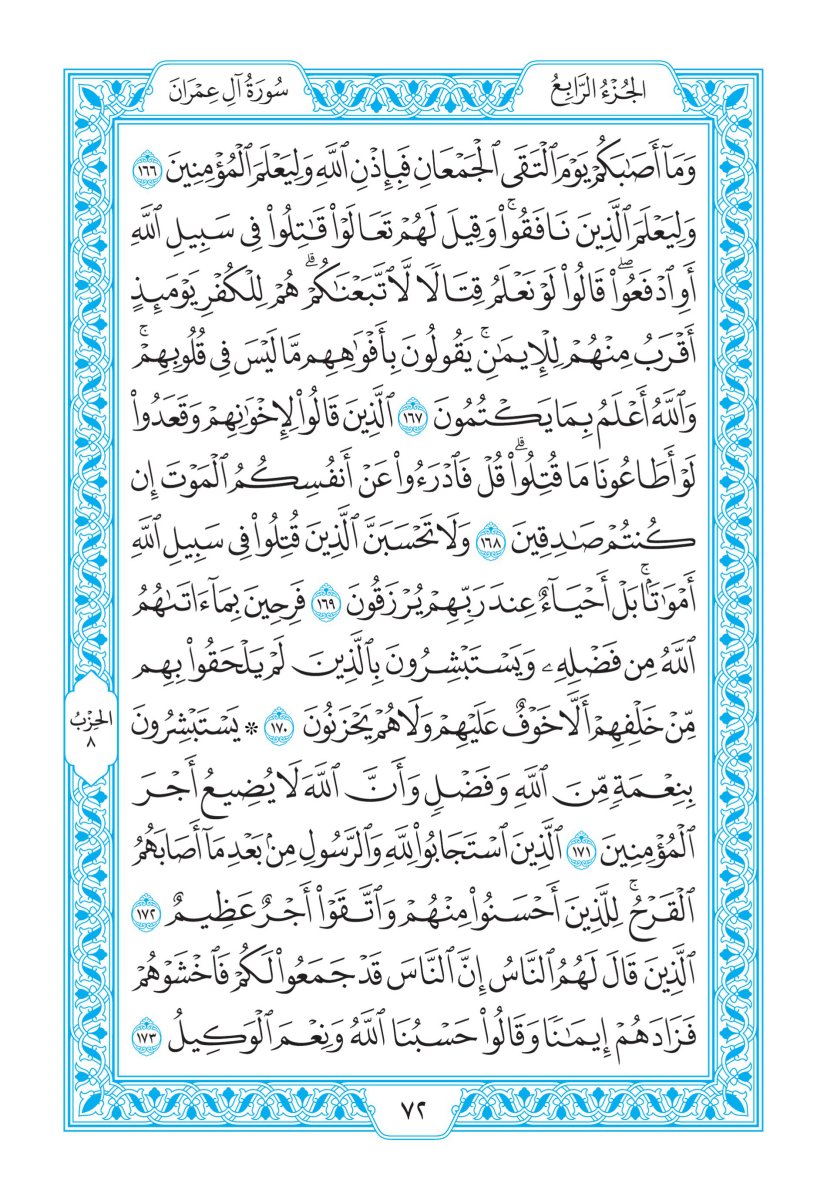 الجُزْءُ الرَّابِعُ
سُورَةُ آلِ عِمْرَانَ
وَمَآ أَصَٰبَكُمْ يَوْمَ ٱلْتَقَى ٱلْجَمْعَانِ فَبِإِذْنِ ٱللَّهِ وَلِيَعْلَمَ ٱلْمُؤْمِنِينَ ١٦٦
وَلِيَعْلَمَ ٱلَّذِينَ نَافَقُوا۟ۚ وَقِيلَ لَهُمْ تَعَالَوْا۟ قَٰتِلُوا۟ فِى سَبِيلِ ٱللَّهِ
أَوِ ٱدْفَعُوا۟ۖ قَالُوا۟ لَوْ نَعْلَمُ قِتَالًا لَّٱتَّبَعْنَٰكُمْۗ هُمْ لِلْكُفْرِ يَوْمَئِذٍ
أَقْرَبُ مِنْهُمْ لِلْإِيمَٰنِۚ يَقُولُونَ بِأَفْوَٰهِهِم مَّا لَيْسَ فِى قُلُوبِهِمْۚ
وَٱللَّهُ أَعْلَمُ بِمَا يَكْتُمُونَ ١٦٧ ٱلَّذِينَ قَالُوا۟ لِإِخْوَٰنِهِمْ وَقَعَدُوا۟
لَوْ أَطَاعُونَا مَا قُتِلُوا۟ۗ قُلْ فَٱدْرَءُوا۟ عَنْ أَنفُسِكُمُ ٱلْمَوْتَ إِن
كُنتُمْ صَٰدِقِينَ ١٦٨ وَلَا تَحْسَبَنَّ ٱلَّذِينَ قُتِلُوا۟ فِى سَبِيلِ ٱللَّهِ
أَمْوَٰتًۢاۚ بَلْ أَحْيَآءٌ عِندَ رَبِّهِمْ يُرْزَقُونَ ١٦٩ فَرِحِينَ بِمَآ ءَاتَىٰهُمُ
ٱللَّهُ مِن فَضْلِهِۦ وَيَسْتَبْشِرُونَ بِٱلَّذِينَ لَمْ يَلْحَقُوا۟ بِهِم
مِّنْ خَلْفِهِمْ أَلَّا خَوْفٌ عَلَيْهِمْ وَلَا هُمْ يَحْزَنُونَ ١٧٠ ۞ يَسْتَبْشِرُونَ
الحِزْبُ
٨
بِنِعْمَةٍ مِّنَ ٱللَّهِ وَفَضْلٍ وَأَنَّ ٱللَّهَ لَا يُضِيعُ أَجْرَ
ٱلْمُؤْمِنِينَ ١٧١ ٱلَّذِينَ ٱسْتَجَابُوا۟ لِلَّهِ وَٱلرَّسُولِ مِنۢ بَعْدِ مَآ أَصَابَهُمُ
ٱلْقَرْحُۚ لِلَّذِينَ أَحْسَنُوا۟ مِنْهُمْ وَٱتَّقَوْا۟ أَجْرٌ عَظِيمٌ ١٧٢
ٱلَّذِينَ قَالَ لَهُمُ ٱلنَّاسُ إِنَّ ٱلنَّاسَ قَدْ جَمَعُوا۟ لَكُمْ فَٱخْشَوْهُمْ
فَزَادَهُمْ إِيمَٰنًا وَقَالُوا۟ حَسْبُنَا ٱللَّهُ وَنِعْمَ ٱلْوَكِيلُ ١٧٣
٧٢